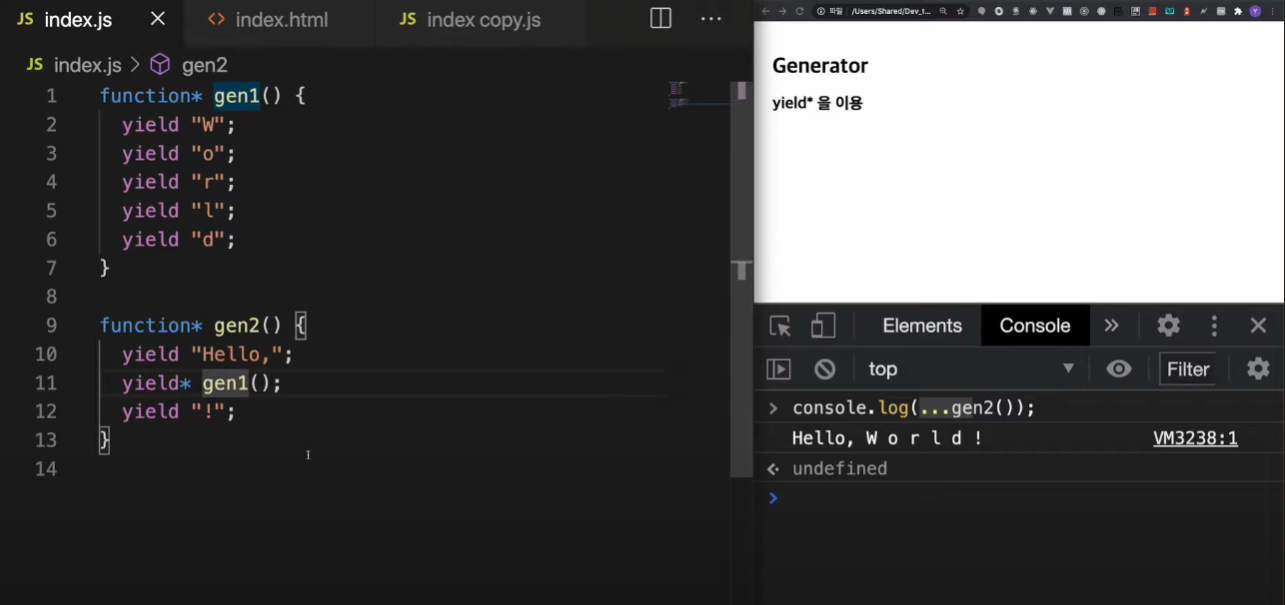 JS index.js × <> index.html JS index copy.js ...
JS index.js > gen2
1 function* gen1() {
2 yield "W";
3 yield "o";
4 yield "r";
5 yield "l";
6 yield "d";
7 }
8
9 function* gen2() {
10 yield "Hello,";
11 yield* gen1();
12 yield "!";
13 }
14
파일 /Users/Shared/Dev_t...
Generator
yield* 을 이용
Elements Console »
top Filter
> console.log(...gen2());
Hello, W o r l d ! VM3238:1
undefined
>